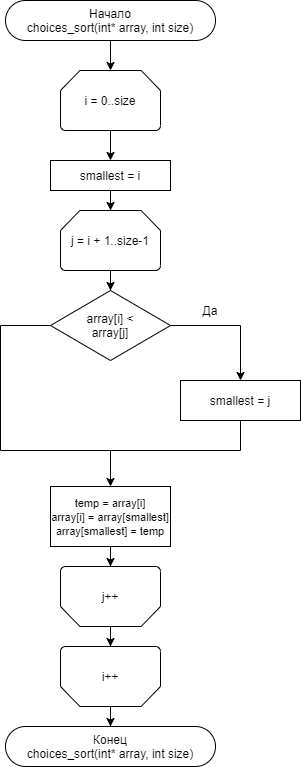 Начало
choices_sort(int* array, int size)
i = 0..size
smallest = i
j = i + 1..size-1
array[i] <
array[j]
Да
smallest = j
temp = array[i]
array[i] = array[smallest]
array[smallest] = temp
j++
i++
Конец
choices_sort(int* array, int size)